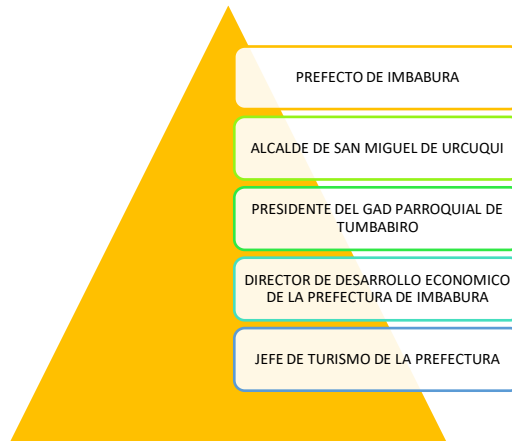 PREFECTO DE IMBABURA
ALCALDE DE SAN MIGUEL DE URCUQUI
PRESIDENTE DEL GAD PARROQUIAL DE
TUMBABIRO
DIRECTOR DE DESARROLLO ECONOMICO
DE LA PREFECTURA DE IMBABURA
JEFE DE TURISMO DE LA PREFECTURA